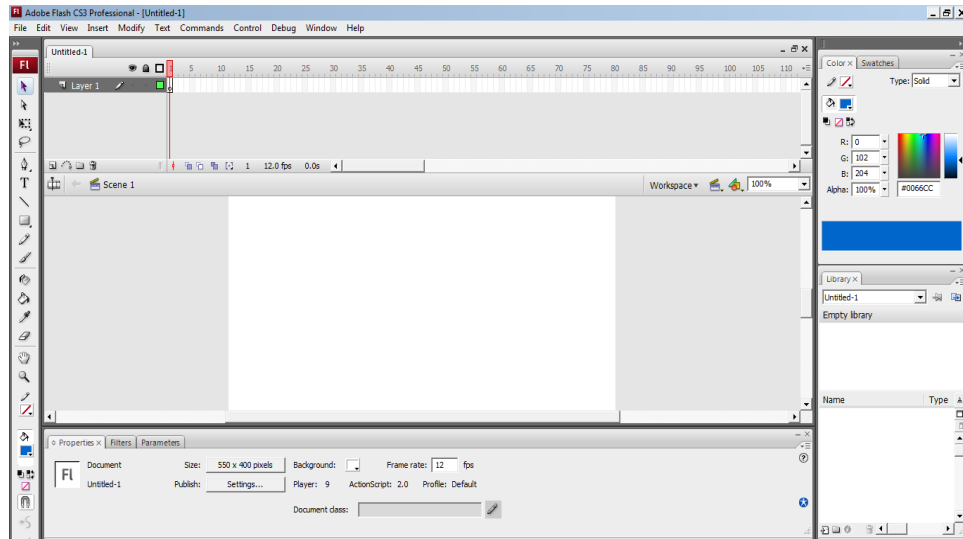 Adobe Flash CS3 Professional - [Untitled-1]
File Edit View Insert Modify Text Commands Control Debug Window Help
Untitled-1
Fl
5 10 15 20 25 30 35 40 45 50 55 60 65 70 75 80 85 90 95 100 105 110
Layer 1
1 12.0 fps 0.0s
Scene 1
Workspace
100%
T
Color
Swatches
Type: Solid
R: 0
G: 102
B: 204
Alpha: 100%
#0066CC
Library
Untitled-1
Empty library
Name Type
Properties Filters Parameters
Fl
Document
Untitled-1
Size: 550 x 400 pixels
Background:
Frame rate: 12 fps
Publish: Settings...
Player: 9 ActionScript: 2.0 Profile: Default
Document class: